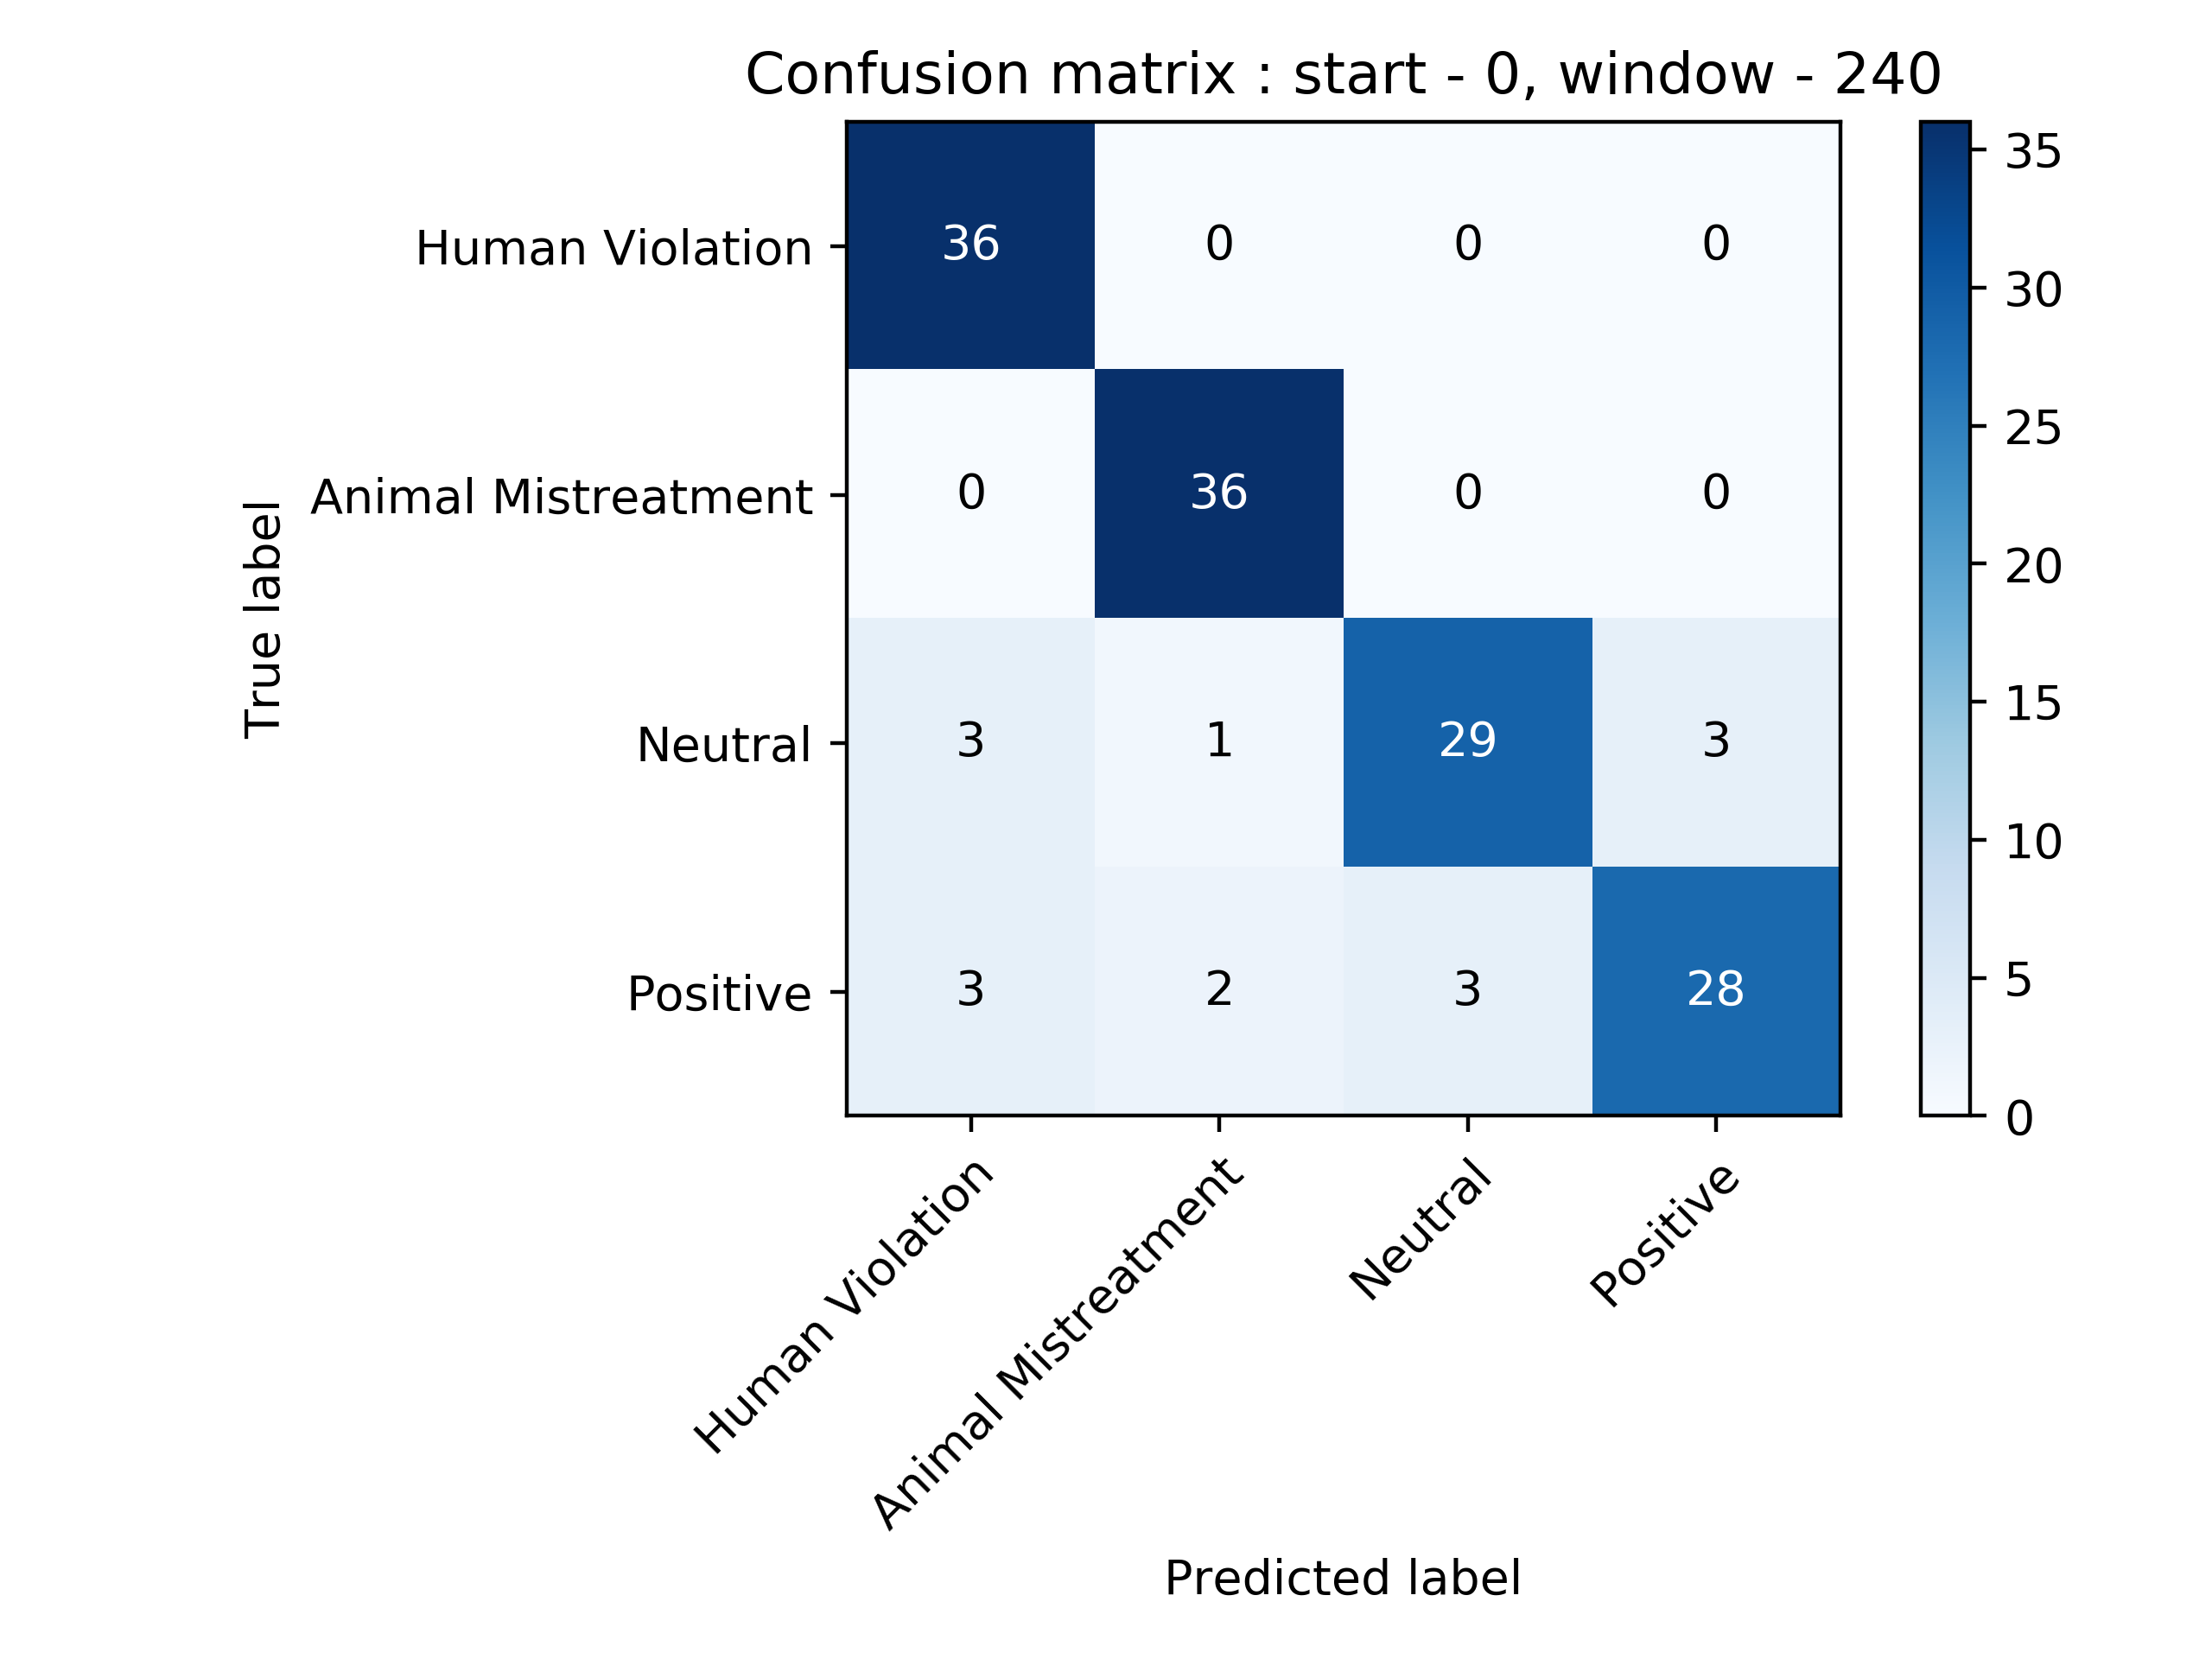 Confusion matrix : start - 0, window - 240
True label
Human Violation
36 0 0 0
Animal Mistreatment
0 36 0 0
Neutral
3 1 29 3
Positive
3 2 3 28
Human Violation
Animal Mistreatment
Neutral
Positive
Predicted label
35
30
25
20
15
10
5
0